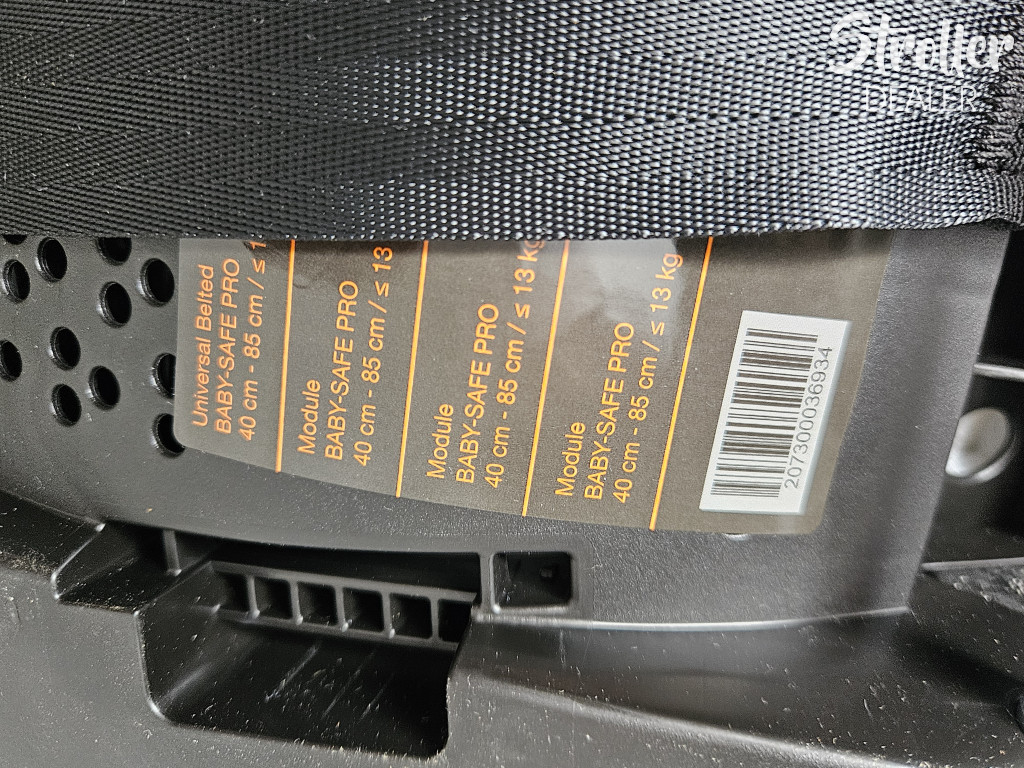 Stroller
DEALER
Universal Belted
BABY-SAFE PRO
40 cm - 85 cm / ≤ 1
Module
BABY-SAFE PRO
40 cm - 85 cm / ≤ 13
Module
BABY-SAFE PRO
40 cm - 85 cm / ≤ 13 kg
Module
BABY-SAFE PRO
40 cm - 85 cm / ≤ 13 kg
2073000036934